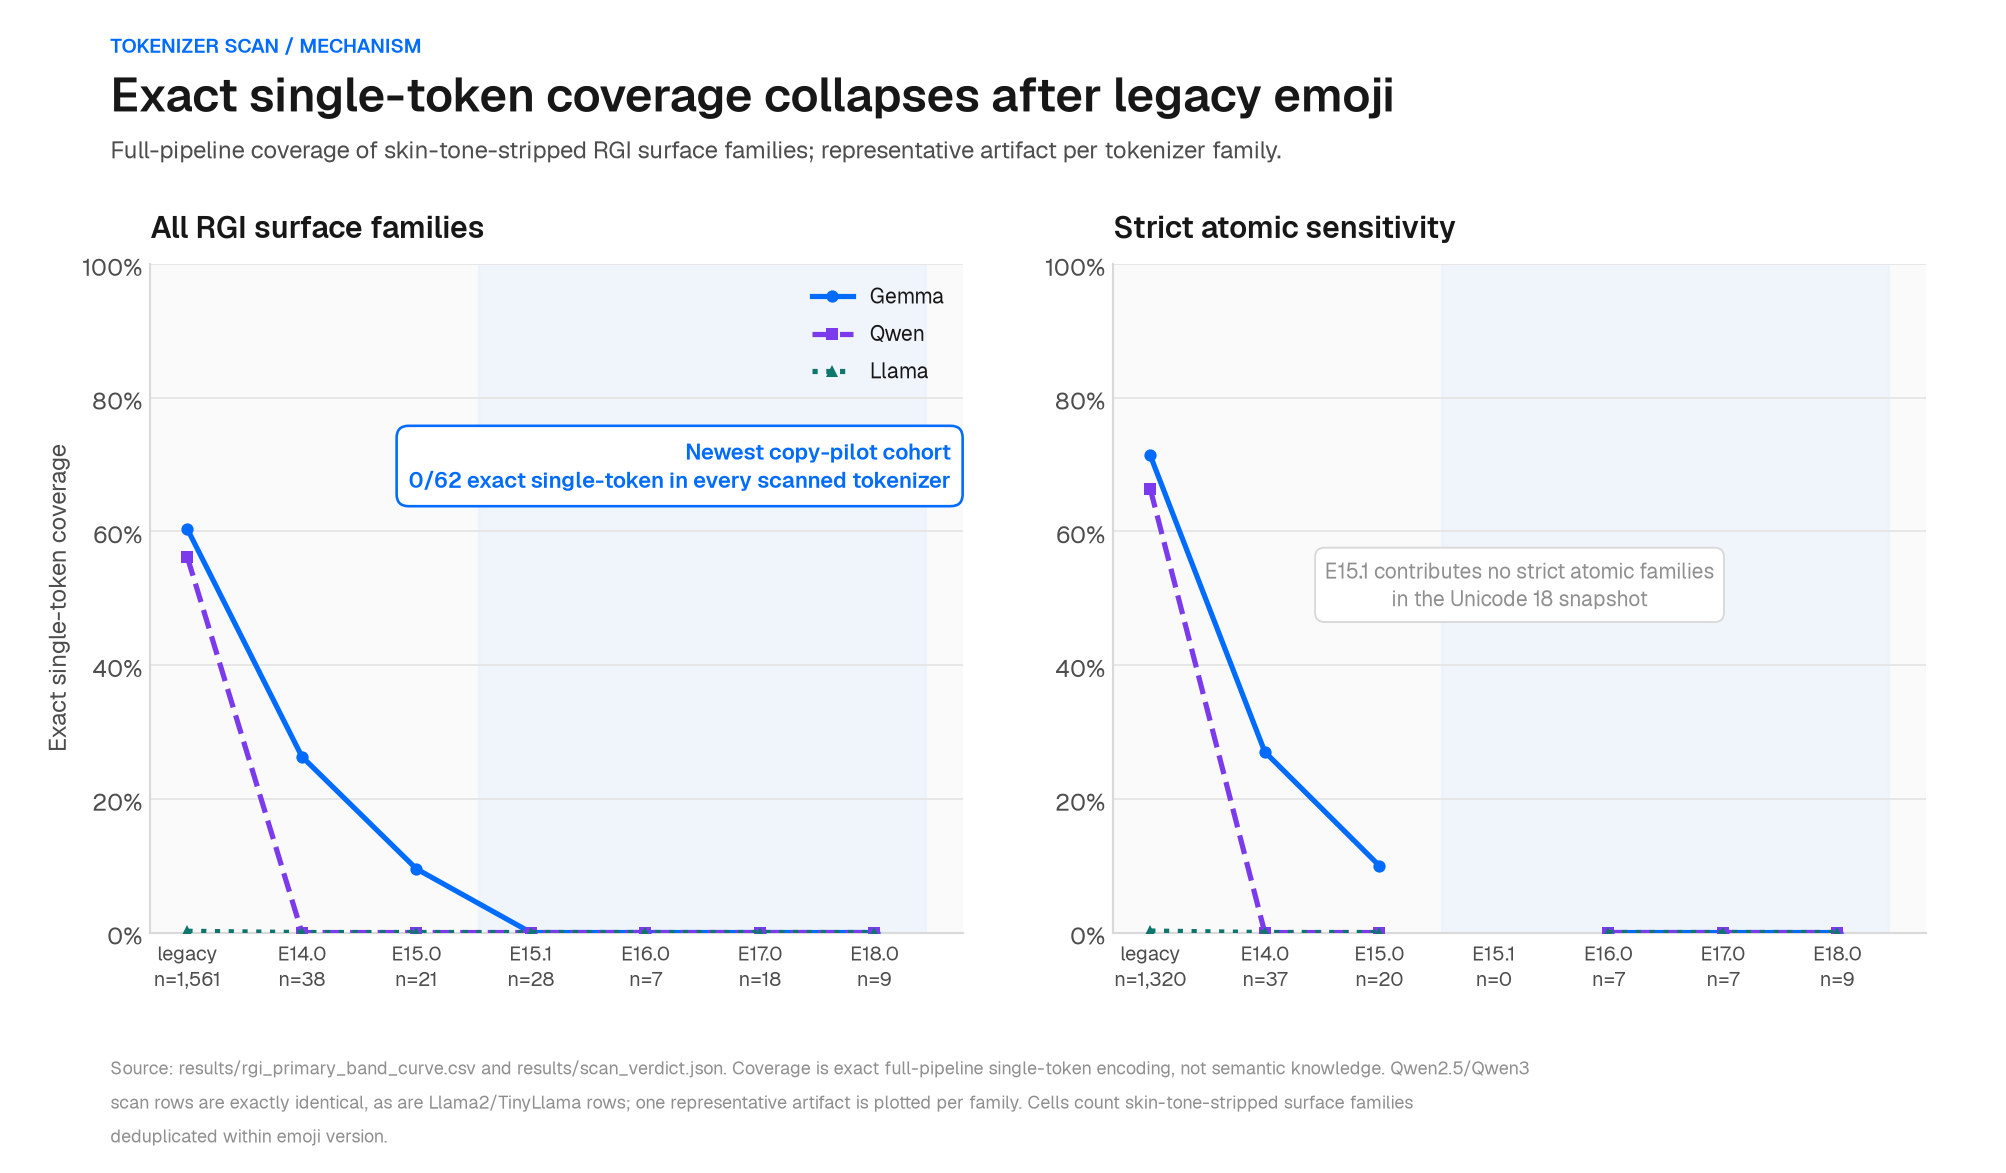 TOKENIZER SCAN / MECHANISM
Exact single-token coverage collapses after legacy emoji
Full-pipeline coverage of skin-tone-stripped RGI surface families; representative artifact per tokenizer family.
All RGI surface families
Exact single-token coverage
100%
80%
60%
40%
20%
0%
Gemma
Qwen
Llama
Newest copy-pilot cohort
0/62 exact single-token in every scanned tokenizer
legacy E14.0 E15.0 E15.1 E16.0 E17.0 E18.0
n=1,561 n=38 n=21 n=28 n=7 n=18 n=9
Strict atomic sensitivity
100%
80%
60%
40%
20%
0%
E15.1 contributes no strict atomic families
in the Unicode 18 snapshot
legacy E14.0 E15.0 E15.1 E16.0 E17.0 E18.0
n=1,320 n=37 n=20 n=0 n=7 n=7 n=9
Source: results/rgi_primary_band_curve.csv and results/scan_verdict.json. Coverage is exact full-pipeline single-token encoding, not semantic knowledge. Qwen2.5/Qwen3
scan rows are exactly identical, as are Llama2/TinyLlama rows; one representative artifact is plotted per family. Cells count skin-tone-stripped surface families
deduplicated within emoji version.